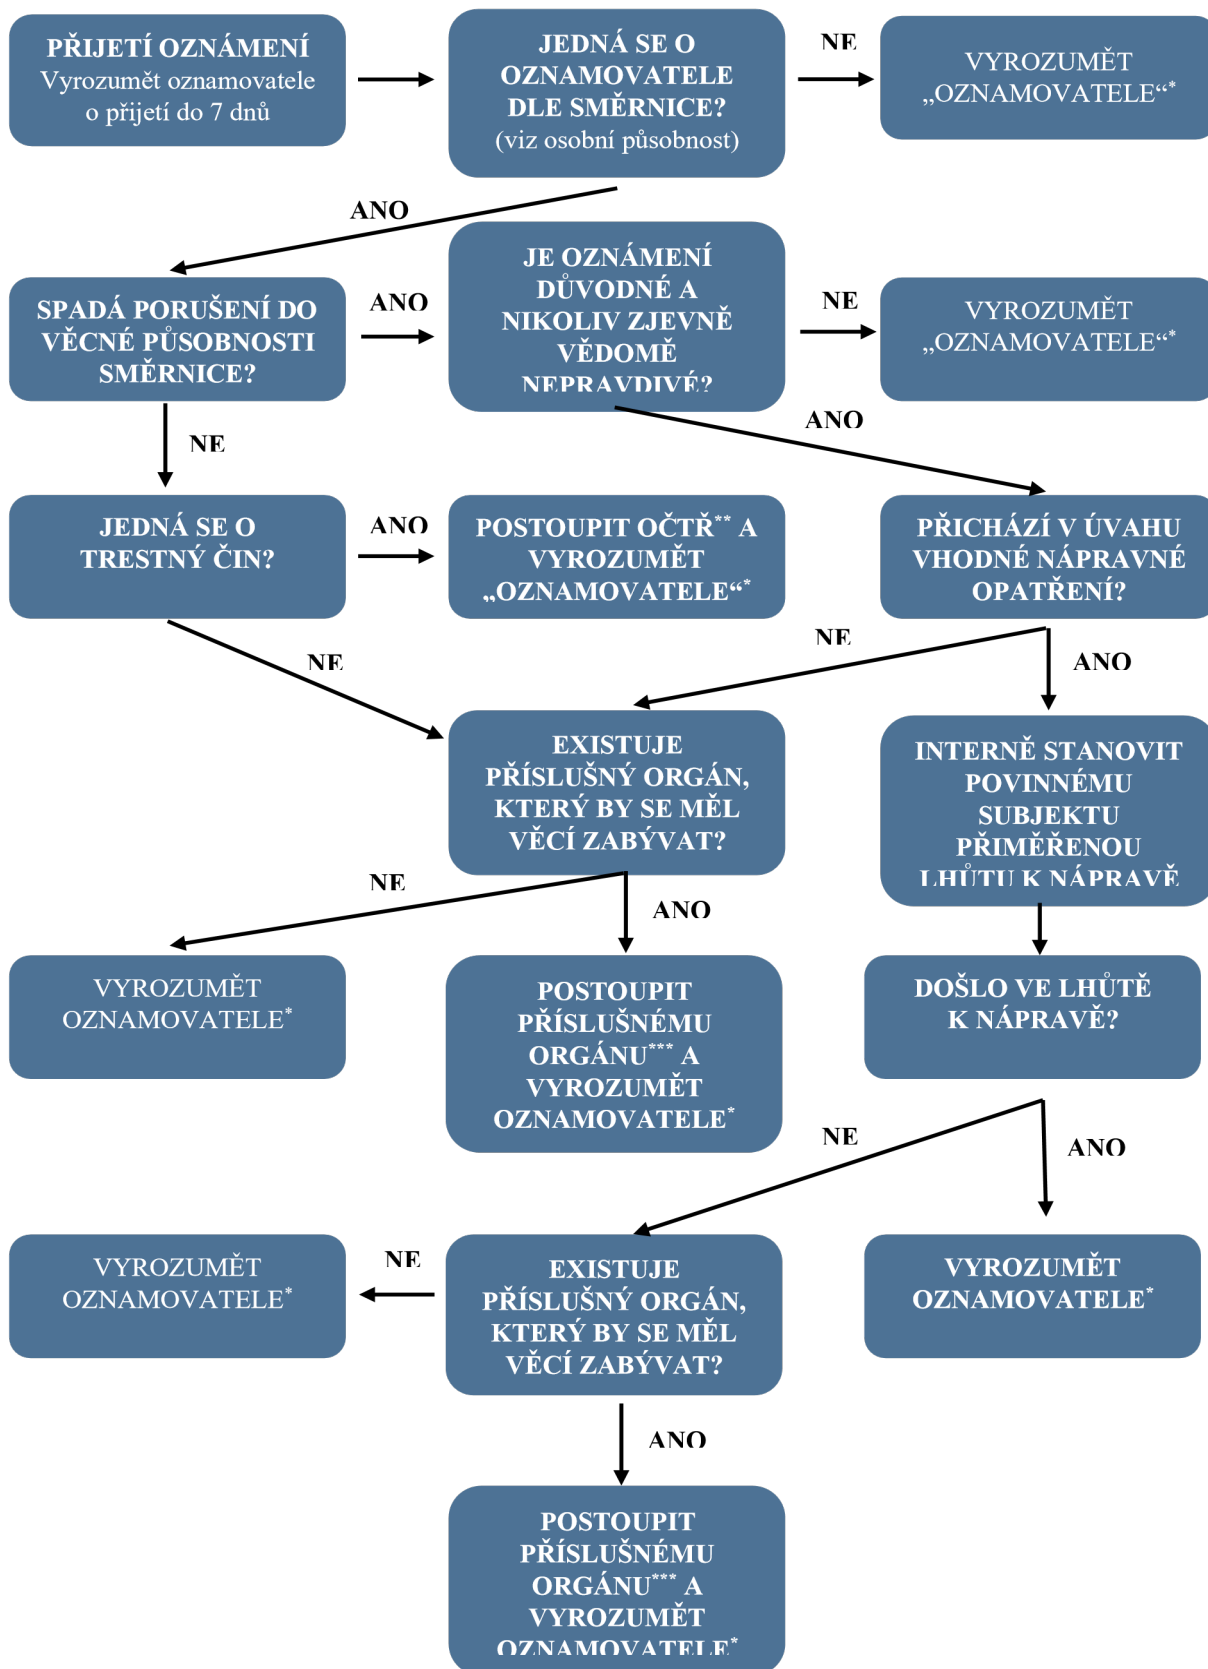 PŘIJETÍ OZNÁMENÍ
Vyrozumět oznamovatele
o přijetí do 7 dnů
JEDNÁ SE O
OZNAMOVATELE
DLE SMĚRNICE?
(viz osobní působnost)
NE
VYROZUMĚT
„OZNAMOVATELE“*
ANO
SPADÁ PORUŠENÍ DO
VĚCNÉ PŮSOBNOSTI
SMĚRNICE?
ANO
JE OZNÁMENÍ
DŮVODNÉ A
NIKOLIV ZJEVNĚ
VĚDOMĚ
NEPRAVDIVÉ?
NE
VYROZUMĚT
„OZNAMOVATELE“*
NE
ANO
JEDNÁ SE O
TRESTNÝ ČIN?
ANO
POSTOUPIT OČTŘ** A
VYROZUMĚT
„OZNAMOVATELE“*
PŘICHÁZÍ V ÚVAHU
VHODNÉ NÁPRAVNÉ
OPATŘENÍ?
NE
NE
ANO
EXISTUJE
PŘÍSLUŠNÝ ORGÁN,
KTERÝ BY SE MĚL
VĚCÍ ZABÝVAT?
INTERNĚ STANOVIT
POVINNÉMU
SUBJEKTU
PŘIMĚŘENOU
LHŮTU K NÁPRAVĚ
NE
ANO
VYROZUMĚT
OZNAMOVATELE*
POSTOUPIT
PŘÍSLUŠNÉMU
ORGÁNU*** A
VYROZUMĚT
OZNAMOVATELE*
DOŠLO VE LHŮTĚ
K NÁPRAVĚ?
NE
ANO
VYROZUMĚT
OZNAMOVATELE*
NE
EXISTUJE
PŘÍSLUŠNÝ ORGÁN,
KTERÝ BY SE MĚL
VĚCÍ ZABÝVAT?
VYROZUMĚT
OZNAMOVATELE*
ANO
POSTOUPIT
PŘÍSLUŠNÉMU
ORGÁNU*** A
VYROZUMĚT
OZNAMOVATELE*